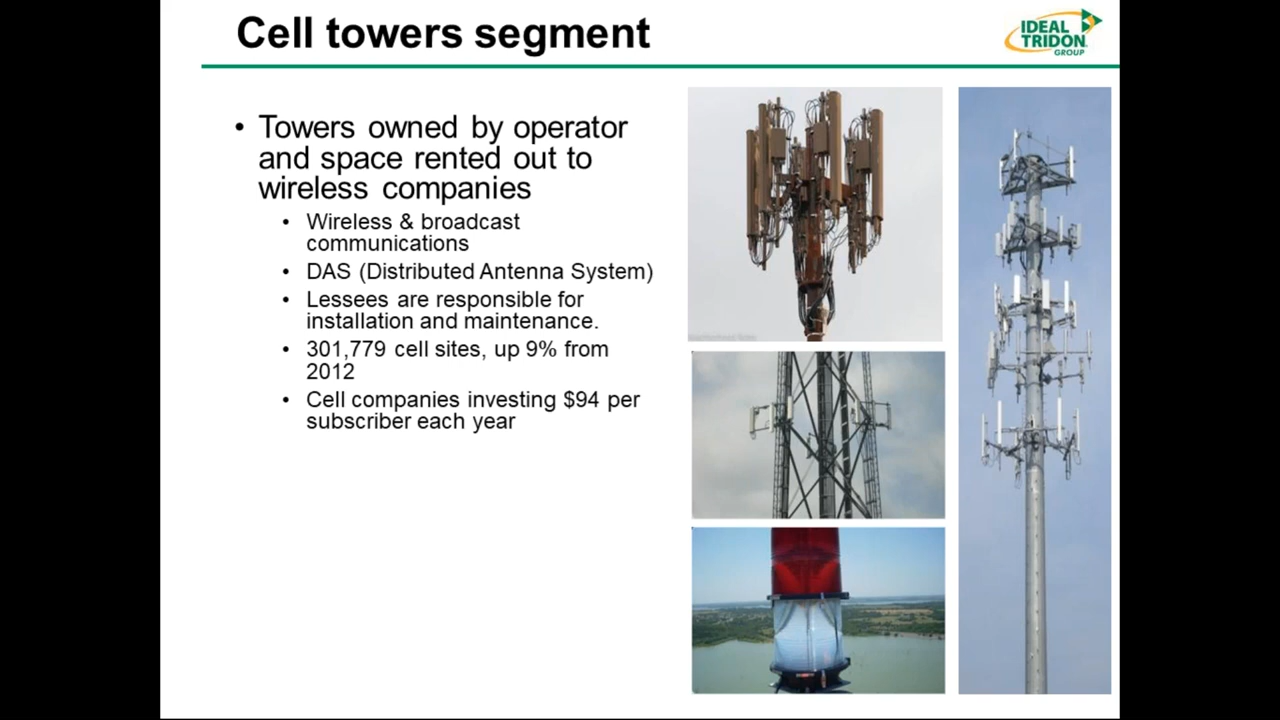 Cell towers segment
IDEAL
TRIDON
GROUP
• Towers owned by operator
and space rented out to
wireless companies
• Wireless & broadcast
communications
• DAS (Distributed Antenna System)
• Lessees are responsible for
installation and maintenance.
• 301,779 cell sites, up 9% from
2012
• Cell companies investing $94 per
subscriber each year